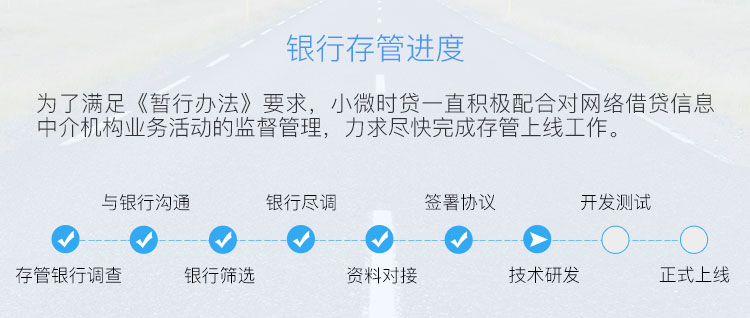 银行存管进度
为了满足《暂行办法》要求，小微时贷一直积极配合对网络借贷信息
中介机构业务活动的监督管理，力求尽快完成存管上线工作。
与银行沟通 银行尽调 签署协议 开发测试
存管银行调查 银行筛选 资料对接 技术研发 正式上线